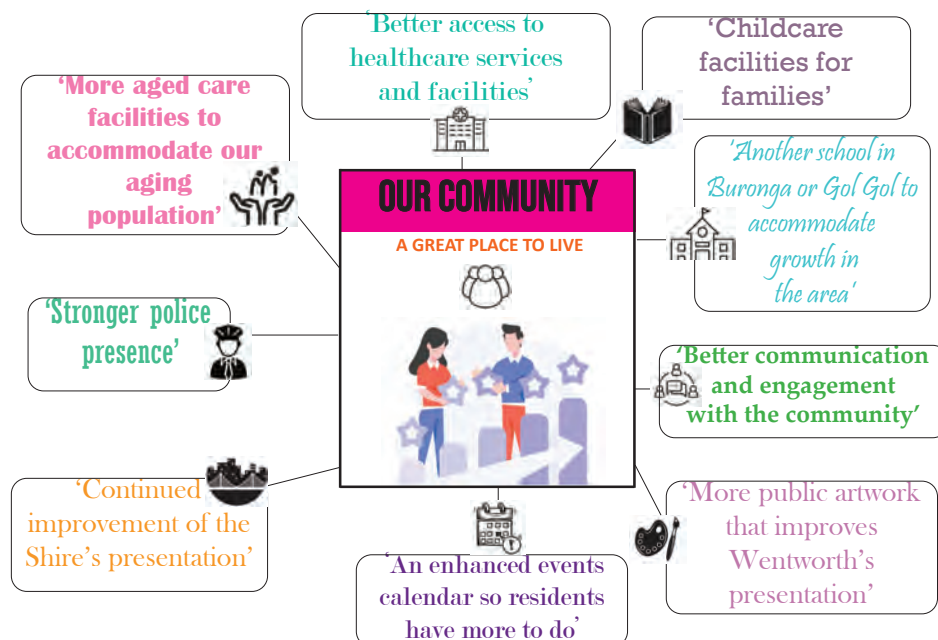 'Better access to
healthcare services
and facilities'
'Childcare
facilities for
families'
'More aged care
facilities to
accommodate our
aging
population'
'Another school in
Buronga or Gol Gol to
accommodate
growth in
the area'
OUR COMMUNITY
A GREAT PLACE TO LIVE
'Stronger police
presence'
'Better communication
and engagement
with the community'
'Continued
improvement of the
Shire's presentation'
'More public artwork
that improves
Wentworth's
presentation'
'An enhanced events
calendar so residents
have more to do'